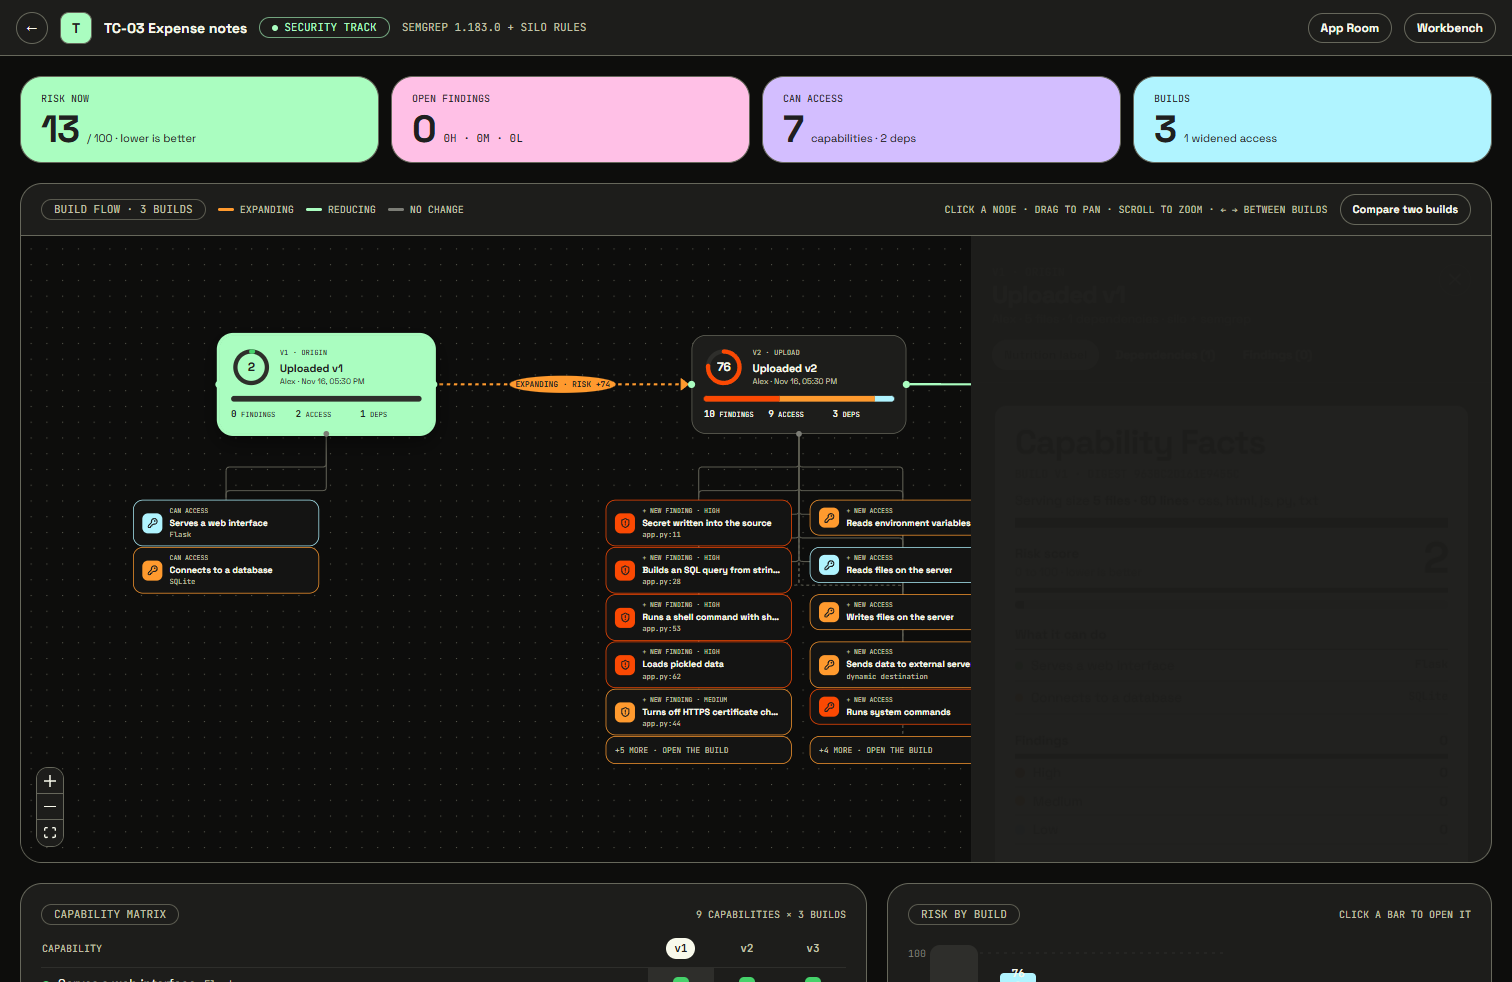 ←
T
TC-03 Expense notes
SECURITY TRACK
SEMGREP 1.183.0 + SILO RULES
App Room
Workbench
RISK NOW
13 / 100 · lower is better
OPEN FINDINGS
0 0H · 0M · 0L
CAN ACCESS
7 capabilities · 2 deps
BUILDS
3 1 widened access
BUILD FLOW · 3 BUILDS
EXPANDING
REDUCING
NO CHANGE
CLICK A NODE · DRAG TO PAN · SCROLL TO ZOOM · ← → BETWEEN BUILDS
Compare two builds
2
V1 · ORIGIN
Uploaded v1
Alex · Nov 16, 05:30 PM
0 FINDINGS 2 ACCESS 1 DEPS
EXPANDING · RISK +74
76
V2 · UPLOAD
Uploaded v2
Alex · Nov 16, 05:30 PM
10 FINDINGS 9 ACCESS 3 DEPS
CAN ACCESS
Serves a web interface
Flask
CAN ACCESS
Connects to a database
SQLite
+ NEW FINDING · HIGH
Secret written into the source
app.py:11
+ NEW FINDING · HIGH
Builds an SQL query from strin...
app.py:28
+ NEW FINDING · HIGH
Runs a shell command with sh...
app.py:53
+ NEW FINDING · HIGH
Loads pickled data
app.py:62
+ NEW FINDING · MEDIUM
Turns off HTTPS certificate ch...
app.py:44
+5 MORE · OPEN THE BUILD
+ NEW ACCESS
Reads environment variables
+ NEW ACCESS
Reads files on the server
+ NEW ACCESS
Writes files on the server
+ NEW ACCESS
Sends data to external serve
dynamic destination
+ NEW ACCESS
Runs system commands
+4 MORE · OPEN THE BUILD
Uploaded v1
Capability Facts
2
CAPABILITY MATRIX
9 CAPABILITIES × 3 BUILDS
CAPABILITY v1 v2 v3
RISK BY BUILD
CLICK A BAR TO OPEN IT
100
76